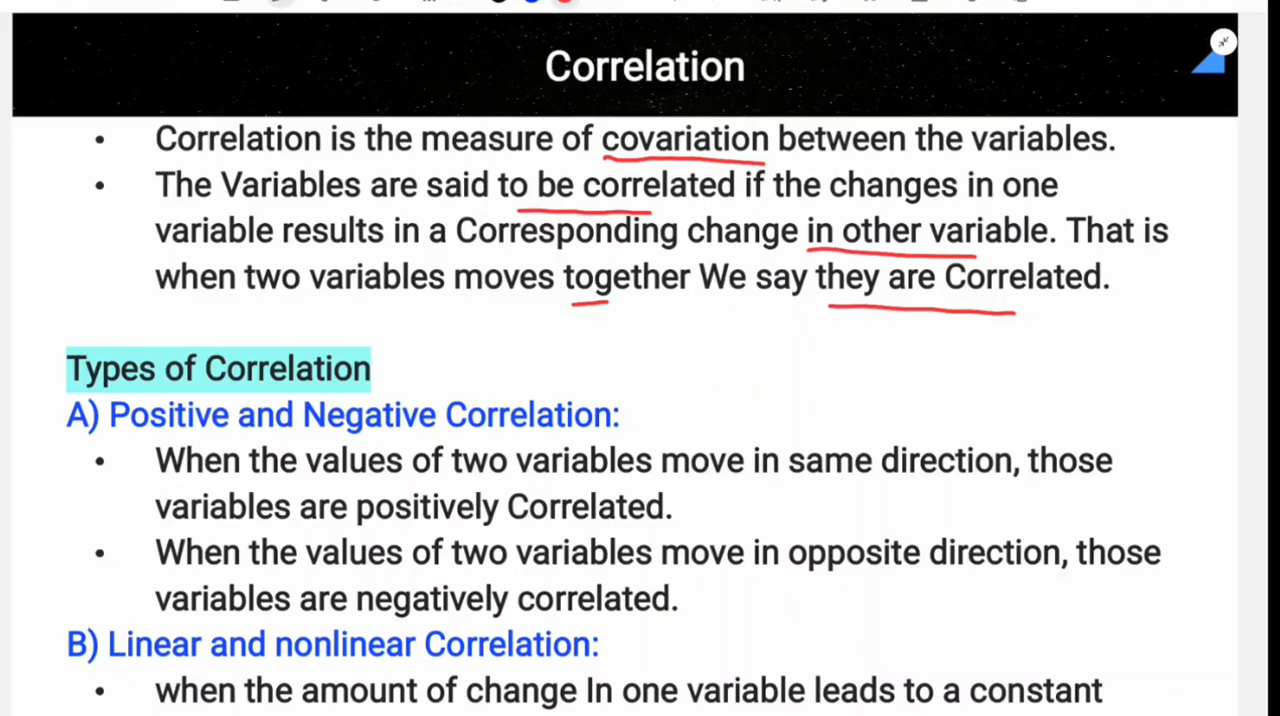 Correlation
• Correlation is the measure of covariation between the variables.
• The Variables are said to be correlated if the changes in one
variable results in a Corresponding change in other variable. That is
when two variables moves together We say they are Correlated.
Types of Correlation
A) Positive and Negative Correlation:
• When the values of two variables move in same direction, those
variables are positively Correlated.
• When the values of two variables move in opposite direction, those
variables are negatively correlated.
B) Linear and nonlinear Correlation:
• when the amount of change In one variable leads to a constant